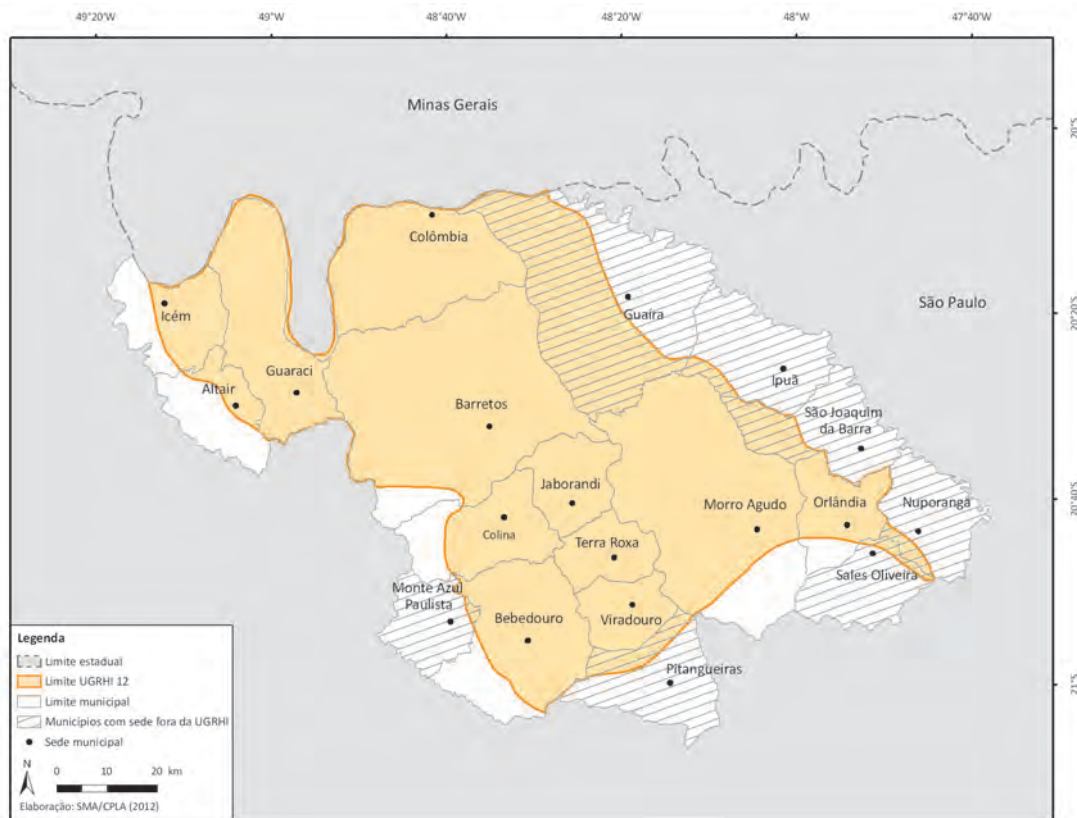 49°20'W
49°W
48°40'W
48°20'W
48°W
47°40'W
Minas Gerais
20°S
Colômbia
São Paulo
Icém
Guaíra
20°20'S
Guaraci
Altair
Ipuã
Barretos
São Joaquim
da Barra
Jaborandi
Morro Agudo
Orlândia
Nuporanga
20°40'S
Colina
Terra Roxa
Sales Oliveira
Monte Azul
Paulista
Bebedouro
Viradouro
Pitangueiras
21°S
Legenda
Limite estadual
Limite UGRHI 12
Limite municipal
Municípios com sede fora da UGRHI
Sede municipal
N
0 10 20 km
Elaboração: SMA/CPLA (2012)